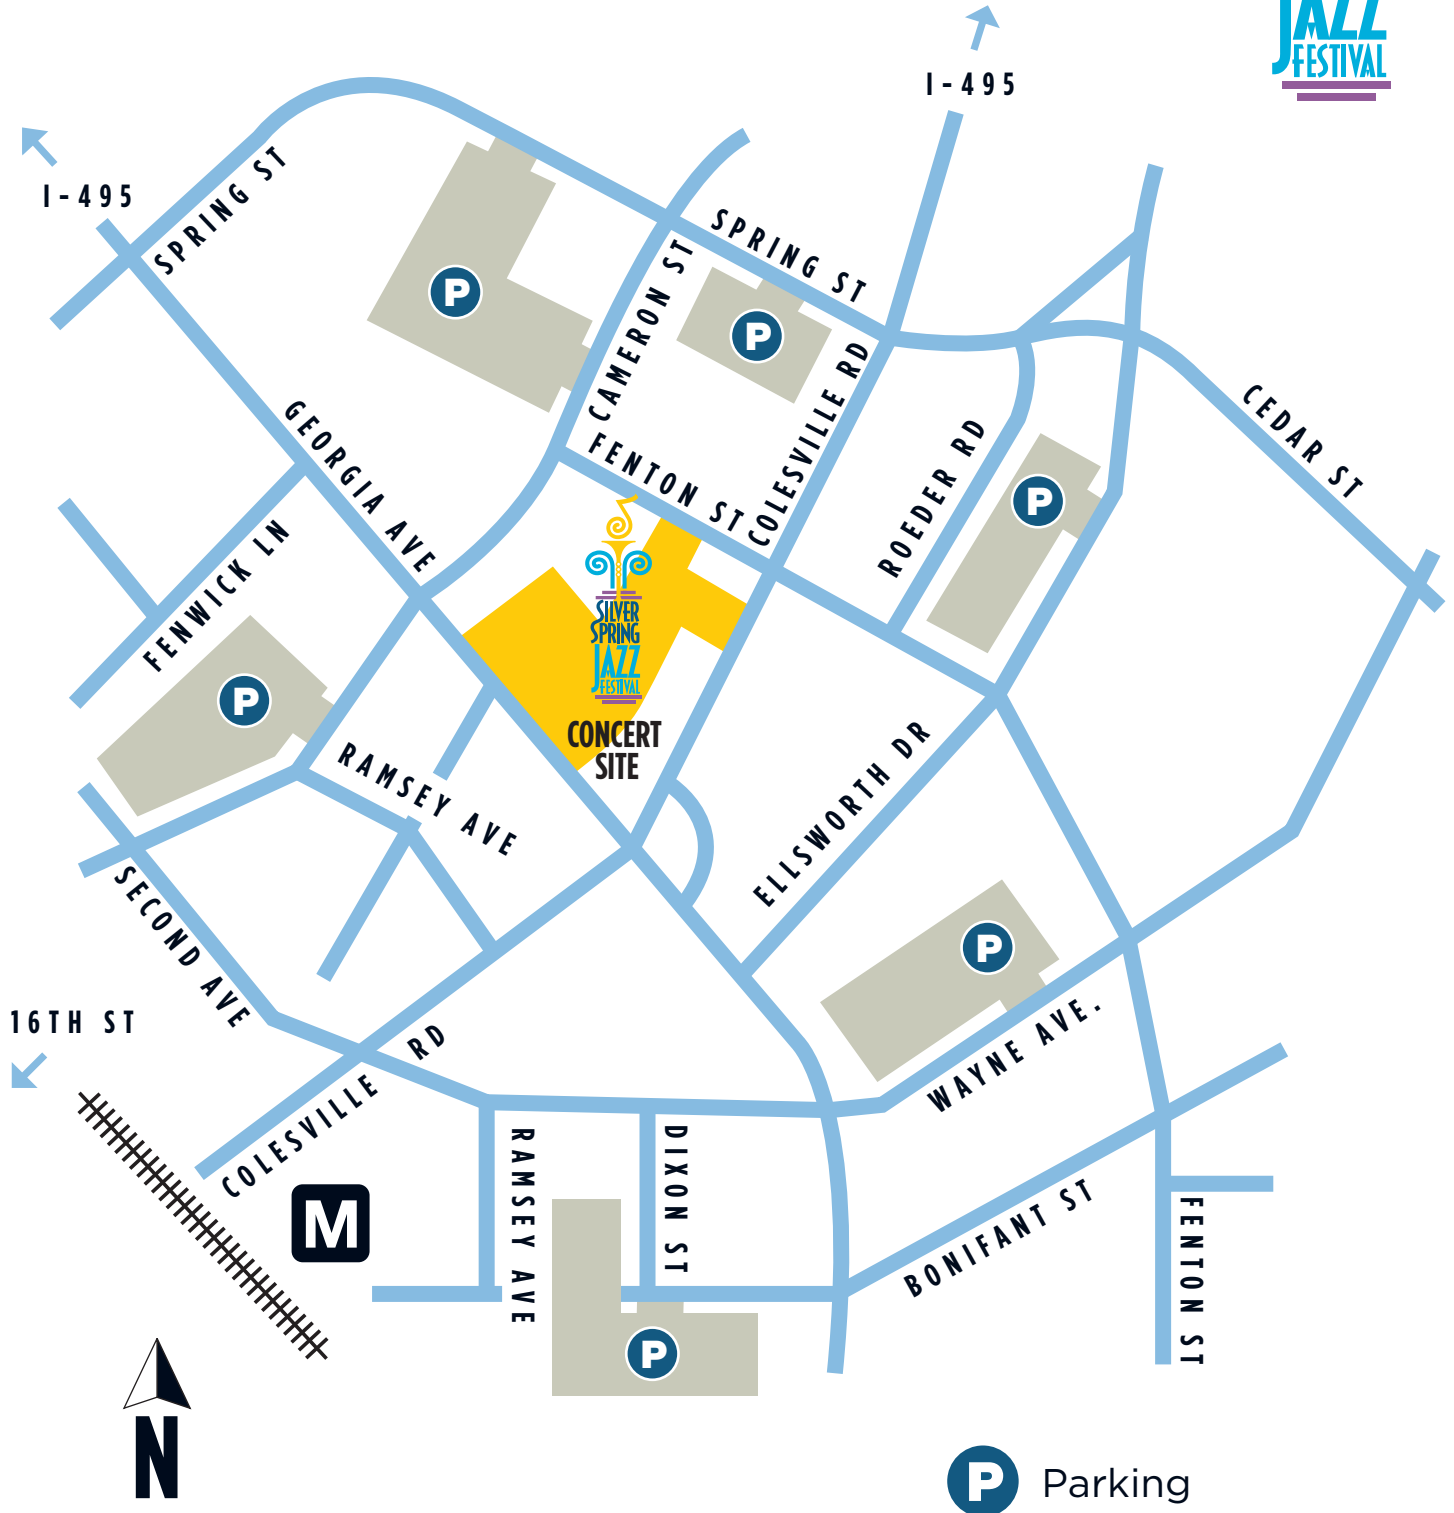 JAZZ
FESTIVAL
I-495
I-495
SPRING ST
SPRING ST
P
CAMERON ST
P
COLESVILLE RD
CEDAR ST
GEORGIA AVE
FENTON ST
ROEDER RD
P
FENWICK LN
SILVER
SPRING
JAZZ
FESTIVAL
CONCERT
SITE
P
RAMSEY AVE
ELLSWORTH DR
SECOND AVE
P
16TH ST
COLESVILLE RD
WAYNE AVE.
M
RAMSEY AVE
DIXON ST
BONIFANT ST
FENTON ST
P
N
P Parking